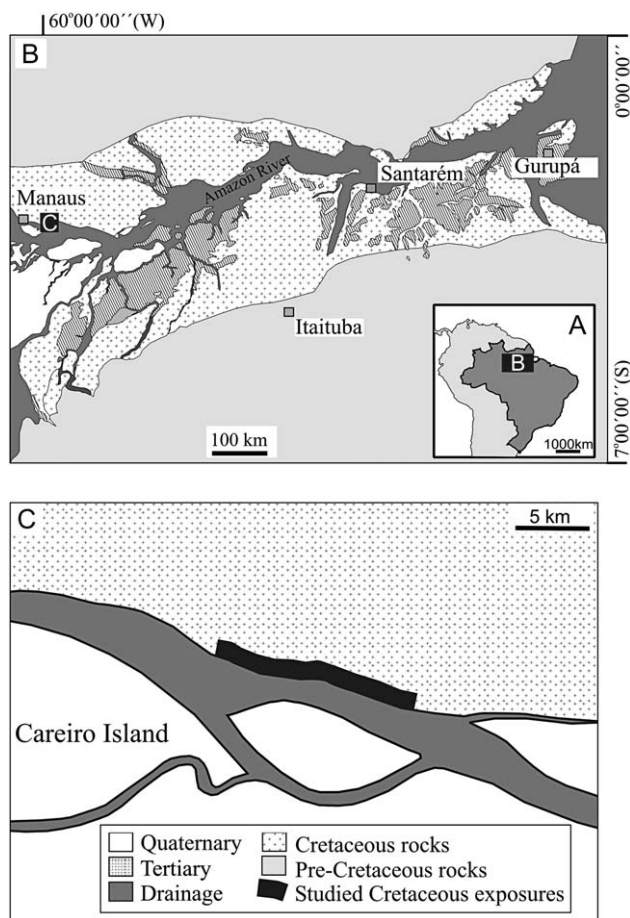 60°00′00′′(W)
B
0°00′00′′
Amazon River
Santarém
Gurupá
Manaus
C
Itaituba
A
B
100 km
1000km
7°00′00′′(S)
C
5 km
Careiro Island
Quaternary
Cretaceous rocks
Tertiary
Pre-Cretaceous rocks
Drainage
Studied Cretaceous exposures